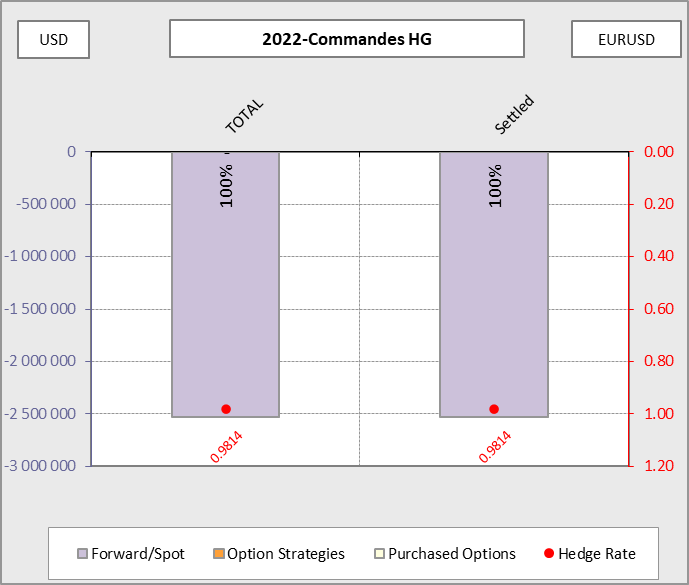 USD
2022-Commandes HG
EURUSD
TOTAL
Settled
0
-500 000
-1 000 000
-1 500 000
-2 000 000
-2 500 000
-3 000 000
100% -
100%
0.9814
0.9814
0.00
0.20
0.40
0.60
0.80
1.00
1.20
Forward/Spot
Option Strategies
Purchased Options
Hedge Rate